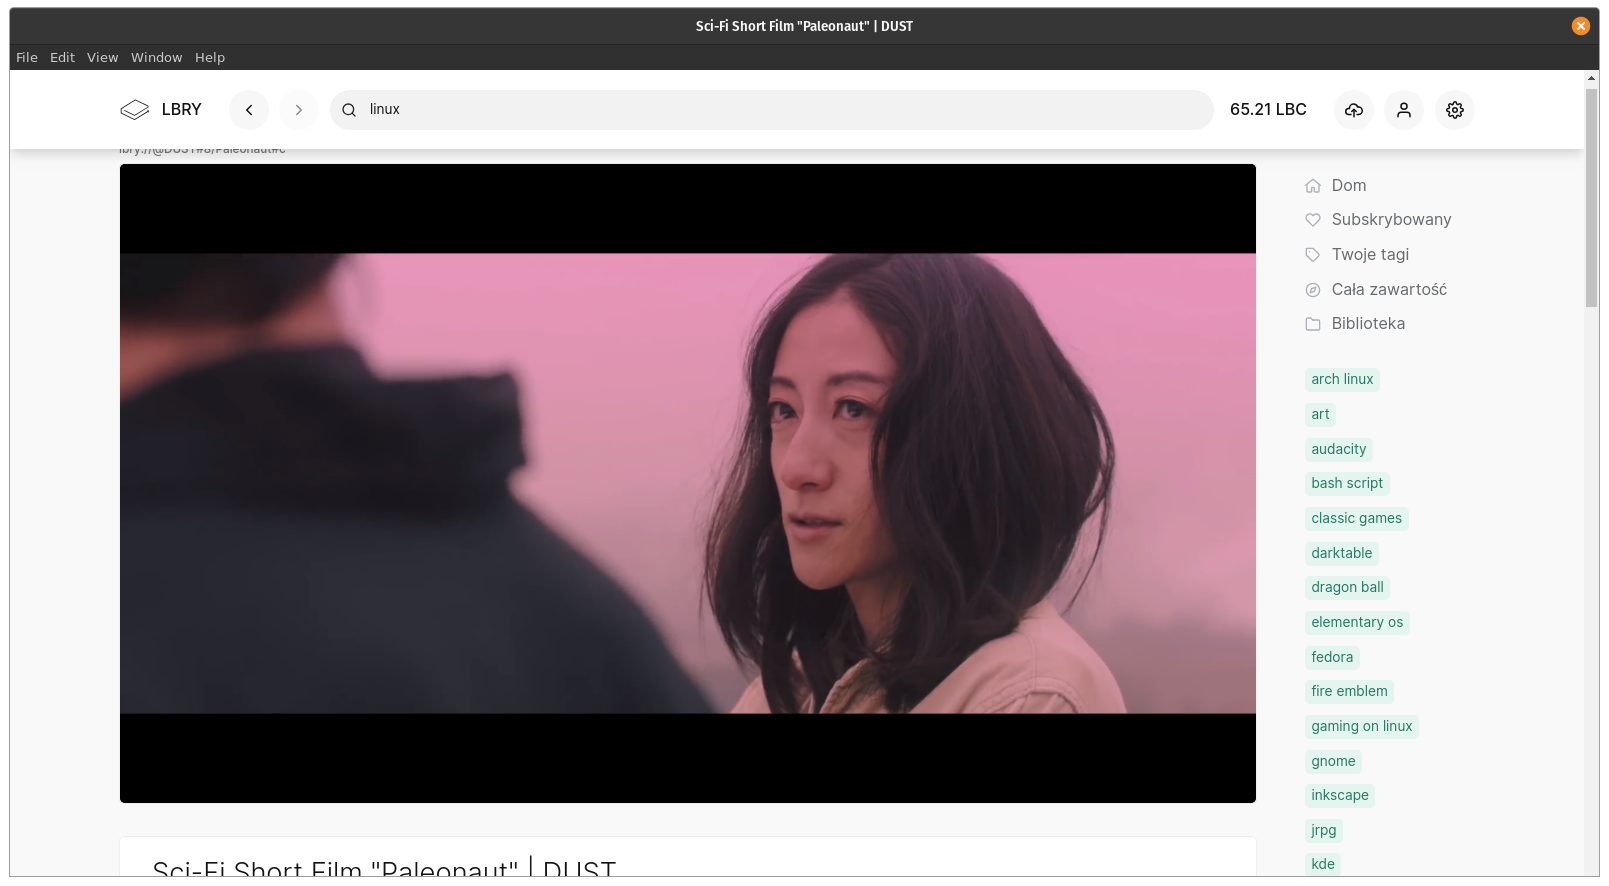 Sci-Fi Short Film "Paleonaut" | DUST
File Edit View Window Help
LBRY
linux
65.21 LBC
lbry://@DUST#8/Paleonaut#c
Dom
Subskrybowany
Twoje tagi
Cała zawartość
Biblioteka
arch linux
art
audacity
bash script
classic games
darktable
dragon ball
elementary os
fedora
fire emblem
gaming on linux
gnome
inkscape
jrpg
kde
Sci-Fi Short Film "Paleonaut" | DUST